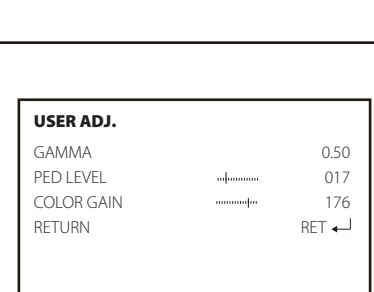 USER ADJ.
GAMMA 0.50
PED LEVEL 017
COLOR GAIN 176
RETURN RET ↵